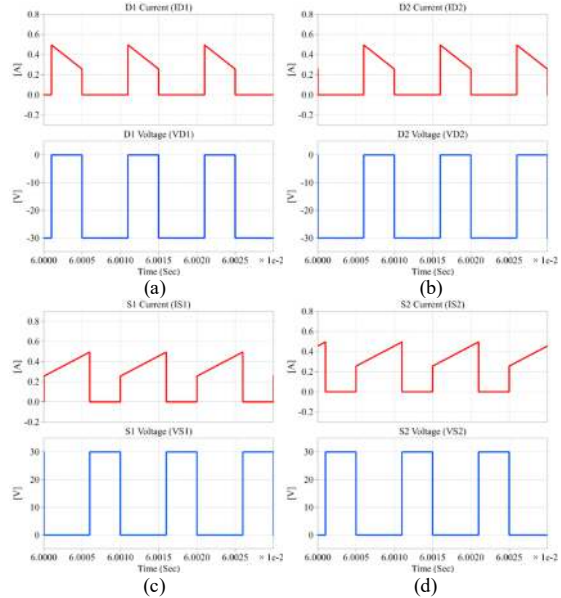 D1 Current (ID1)
0.8
0.6
0.4
0.2
0.0
-0.2
[A]
D1 Voltage (VD1)
0
-10
-20
-30
[V]
6.0000 6.0005 6.0010 6.0015 6.0020 6.0025 × 1e-2
Time (Sec)
(a)
D2 Current (ID2)
0.8
0.6
0.4
0.2
0.0
-0.2
[A]
D2 Voltage (VD2)
0
-10
-20
-30
[V]
6.0000 6.0005 6.0010 6.0015 6.0020 6.0025 × 1e-2
Time (Sec)
(b)
S1 Current (IS1)
0.8
0.6
0.4
0.2
0.0
-0.2
[A]
S1 Voltage (VS1)
30
20
10
0
[V]
6.0000 6.0005 6.0010 6.0015 6.0020 6.0025 × 1e-2
Time (Sec)
(c)
S2 Current (IS2)
0.8
0.6
0.4
0.2
0.0
-0.2
[A]
S2 Voltage (VS2)
30
20
10
0
[V]
6.0000 6.0005 6.0010 6.0015 6.0020 6.0025 × 1e-2
Time (Sec)
(d)